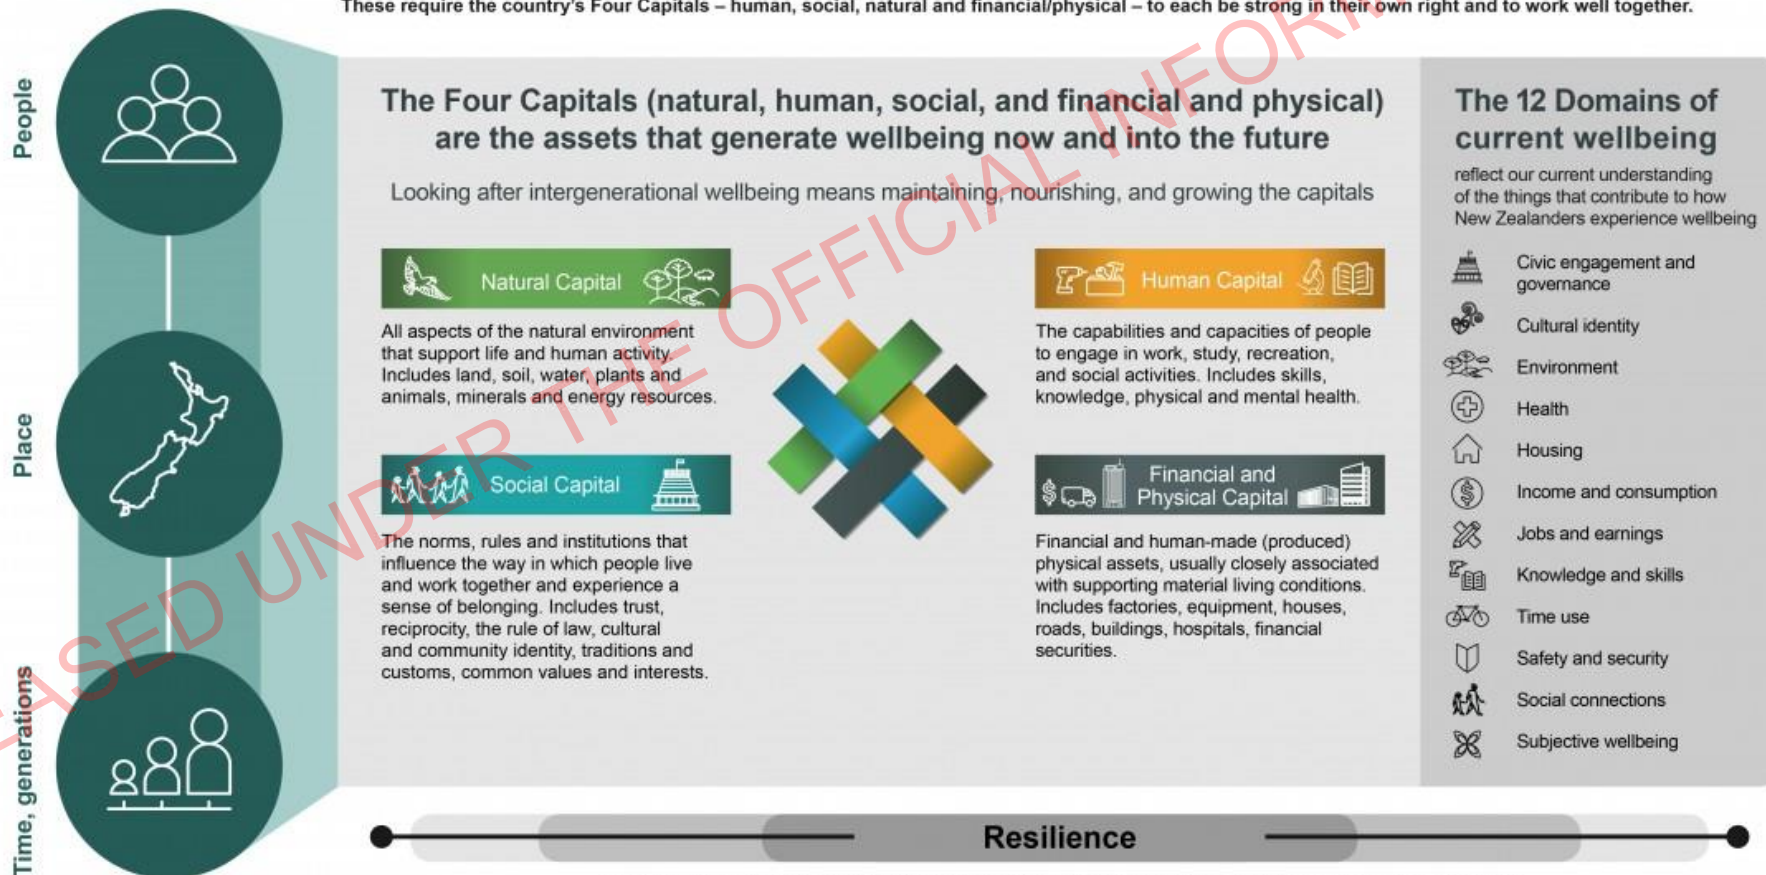 These require the country's Four Capitals – human, social, natural and financial/physical – to each be strong in their own right and to work well together.
People
Place
Time, generations
The Four Capitals (natural, human, social, and financial and physical)
are the assets that generate wellbeing now and into the future
Looking after intergenerational wellbeing means maintaining, nourishing, and growing the capitals
Natural Capital
All aspects of the natural environment
that support life and human activity.
Includes land, soil, water, plants and
animals, minerals and energy resources.
Human Capital
The capabilities and capacities of people
to engage in work, study, recreation,
and social activities. Includes skills,
knowledge, physical and mental health.
Social Capital
The norms, rules and institutions that
influence the way in which people live
and work together and experience a
sense of belonging. Includes trust,
reciprocity, the rule of law, cultural
and community identity, traditions and
customs, common values and interests.
Financial and
Physical Capital
Financial and human-made (produced)
physical assets, usually closely associated
with supporting material living conditions.
Includes factories, equipment, houses,
roads, buildings, hospitals, financial
securities.
The 12 Domains of
current wellbeing
reflect our current understanding
of the things that contribute to how
New Zealanders experience wellbeing
Civic engagement and
governance
Cultural identity
Environment
Health
Housing
Income and consumption
Jobs and earnings
Knowledge and skills
Time use
Safety and security
Social connections
Subjective wellbeing
Resilience
EASED UNDER THE OFFICIAL INFORM